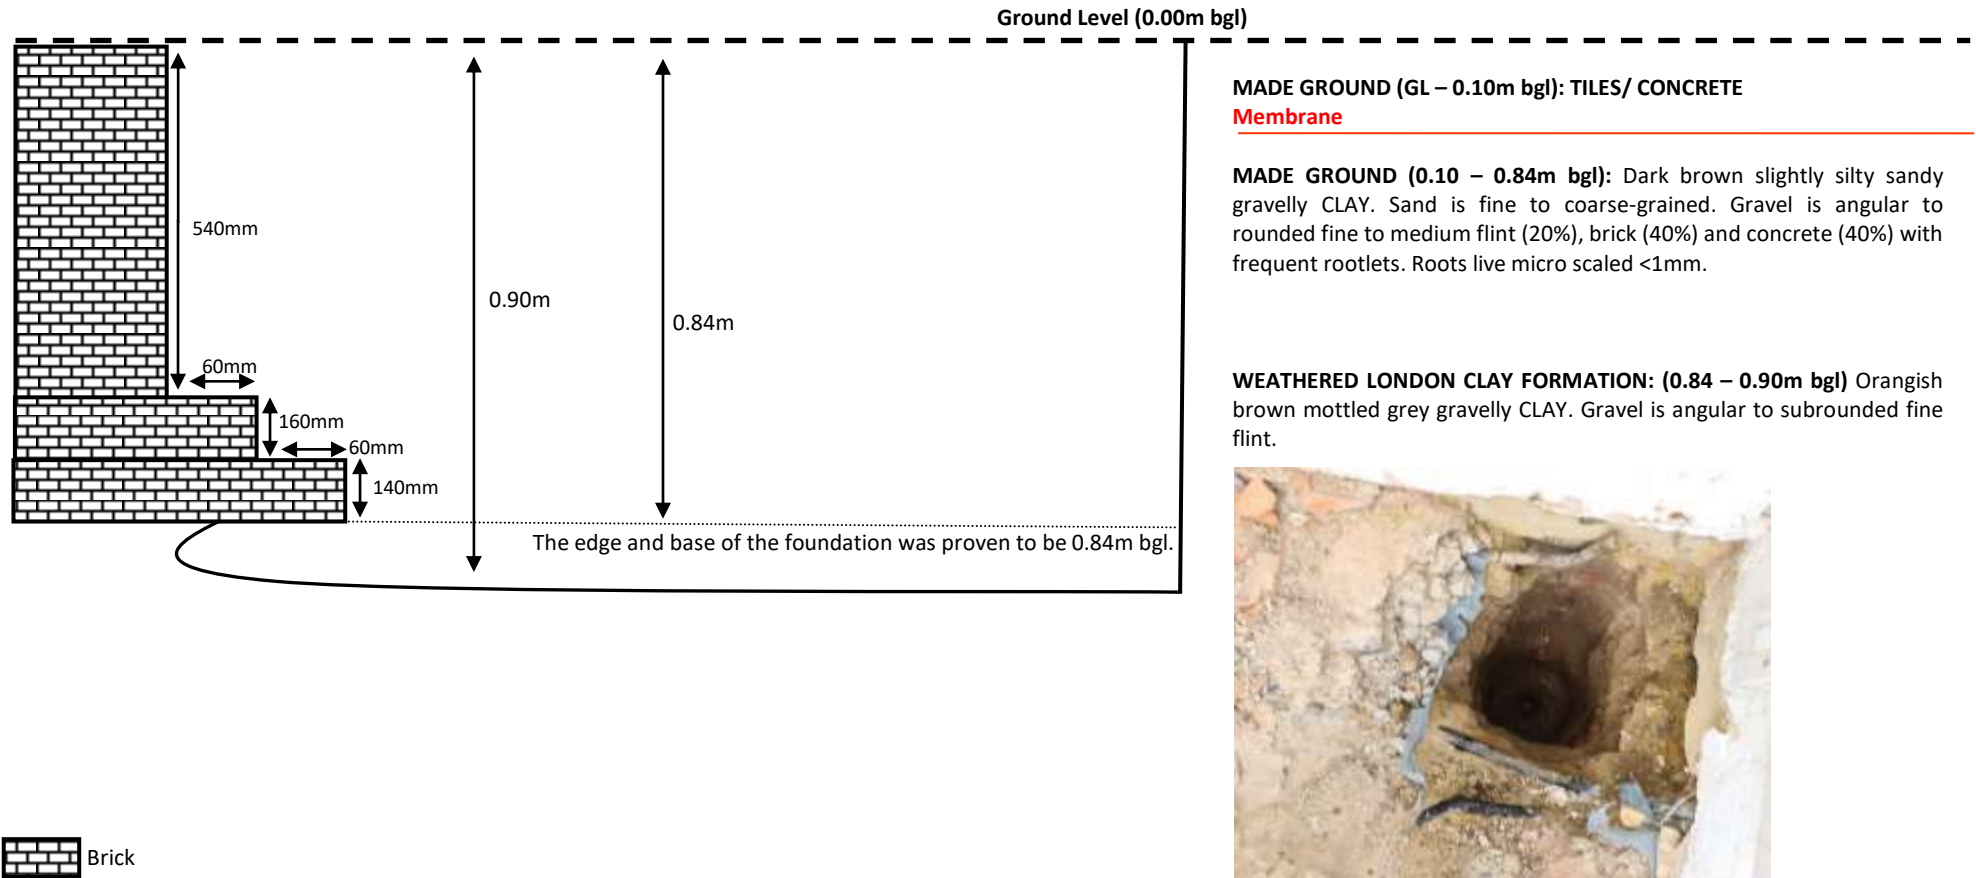 Ground Level (0.00m bgl)
MADE GROUND (GL – 0.10m bgl): TILES/ CONCRETE
Membrane
MADE GROUND (0.10 – 0.84m bgl): Dark brown slightly silty sandy
gravelly CLAY. Sand is fine to coarse-grained. Gravel is angular to
rounded fine to medium flint (20%), brick (40%) and concrete (40%) with
frequent rootlets. Roots live micro scaled <1mm.
540mm
0.90m
0.84m
60mm
WEATHERED LONDON CLAY FORMATION: (0.84 – 0.90m bgl) Orangish
brown mottled grey gravelly CLAY. Gravel is angular to subrounded fine
flint.
160mm
60mm
140mm
The edge and base of the foundation was proven to be 0.84m bgl.
Brick